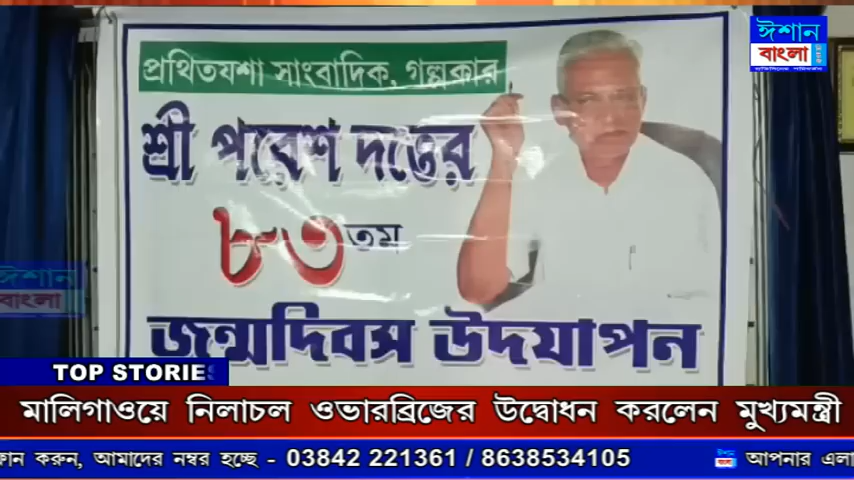 ঈশান
বাংলা
প্রথিতযশা সাংবাদিক, গল্পকার
শ্রী পরেশ দত্তের
৮৩তম
জন্মদিবস উদযাপন
ঈশান
বাংলা
TOP STORIES
মালিগাওয়ে নিলাচল ওভারব্রিজের উদ্বোধন করলেন মুখ্যমন্ত্রী
ফোন করুন, আমাদের নম্বর হচ্ছে - 03842 221361 / 8638534105 আপনার এলা